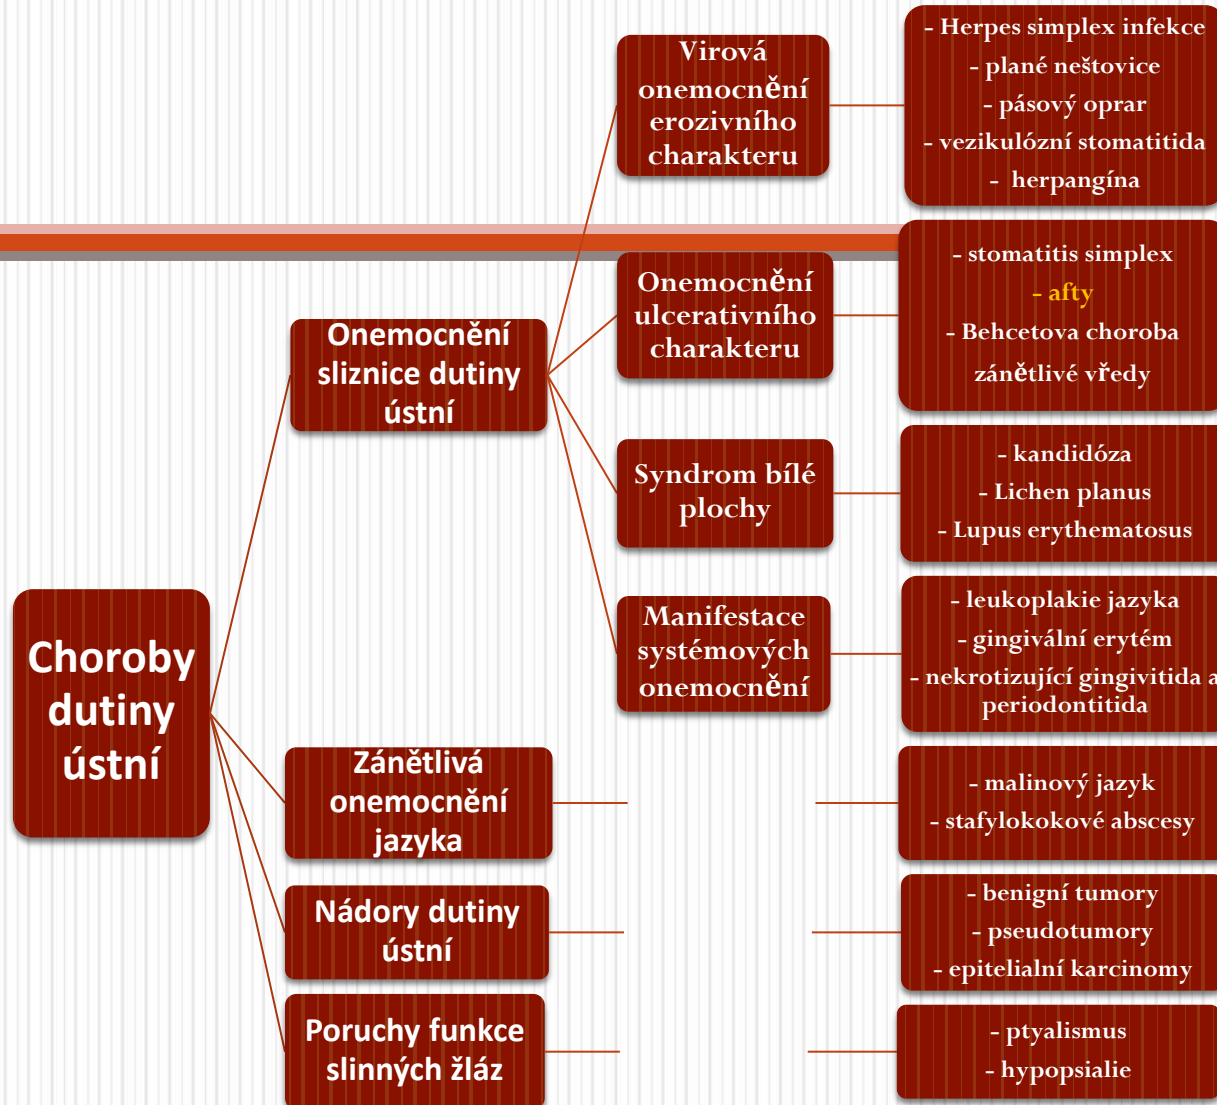 Choroby
dutiny
ústní
Onemocnění
sliznice dutiny
ústní
Virová
onemocnění
erozivního
charakteru
- Herpes simplex infekce
- plané neštovice
- pásový oprar
- vezikulózní stomatitida
- herpangína
Onemocnění
ulcerativního
charakteru
- stomatitis simplex
- afty
- Behcetova choroba
zánětlivé vředy
Syndrom bílé
plochy
- kandidóza
- Lichen planus
- Lupus erythematosus
Manifestace
systémových
onemocnění
- leukoplakie jazyka
- gingivální erytém
- nekrotizující gingivitida a
periodontitida
Zánětlivá
onemocnění
jazyka
- malinový jazyk
- stafylokokové abscesy
Nádory dutiny
ústní
- benigní tumory
- pseudotumory
- epitelialní karcinomy
Poruchy funkce
slinných žláz
- ptyalismus
- hypopsialie